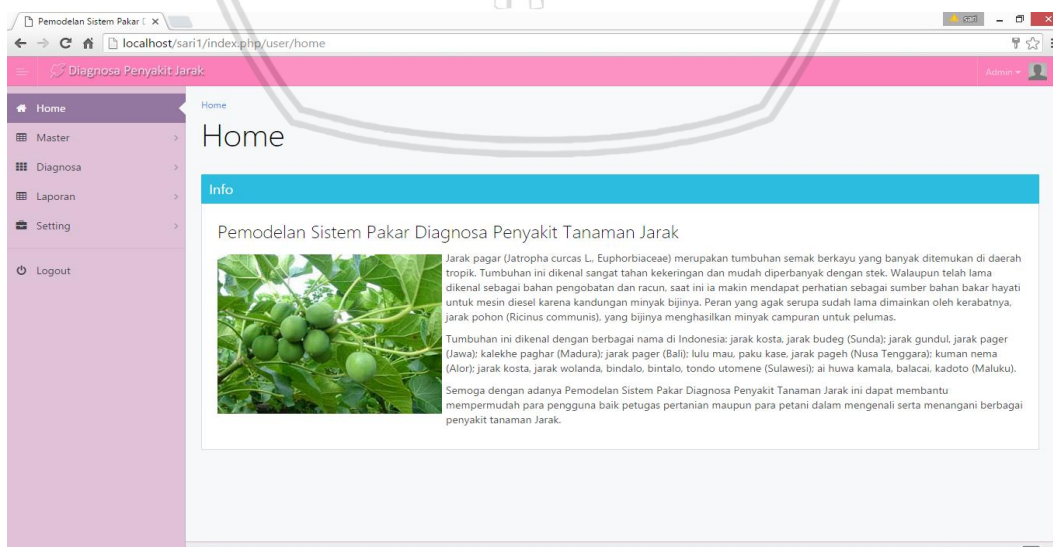 Pemodelan Sistem Pakar D
sari
localhost/sari1/index.php/user/home
Diagnosa Penyakit Jarak
Admin
Home
Master
Diagnosa
Laporan
Setting
Logout
Home
Home
Info
Pemodelan Sistem Pakar Diagnosa Penyakit Tanaman Jarak
Jarak pagar (Jatropha curcas L., Euphorbiaceae) merupakan tumbuhan semak berkayu yang banyak ditemukan di daerah
tropik. Tumbuhan ini dikenal sangat tahan kekeringan dan mudah diperbanyak dengan stek. Walaupun telah lama
dikenal sebagai bahan pengobatan dan racun, saat ini ia makin mendapat perhatian sebagai sumber bahan bakar hayati
untuk mesin diesel karena kandungan minyak bijinya. Peran yang agak serupa sudah lama dimainkan oleh kerabatnya,
jarak pohon (Ricinus communis), yang bijinya menghasilkan minyak campuran untuk pelumas.
Tumbuhan ini dikenal dengan berbagai nama di Indonesia: jarak kosta, jarak budeg (Sunda); jarak gundul, jarak pager
(Jawa); kalekhe paghar (Madura); jarak pager (Bali); lulu mau, paku kase, jarak pageh (Nusa Tenggara); kuman nema
(Alor); jarak kosta, jarak wolanda, bindalo, bintalo, tondo utomene (Sulawesi); ai huwa kamala, balacai, kadoto (Maluku).
Semoga dengan adanya Pemodelan Sistem Pakar Diagnosa Penyakit Tanaman Jarak ini dapat membantu
mempermudah para pengguna baik petugas pertanian maupun para petani dalam mengenali serta menangani berbagai
penyakit tanaman Jarak.